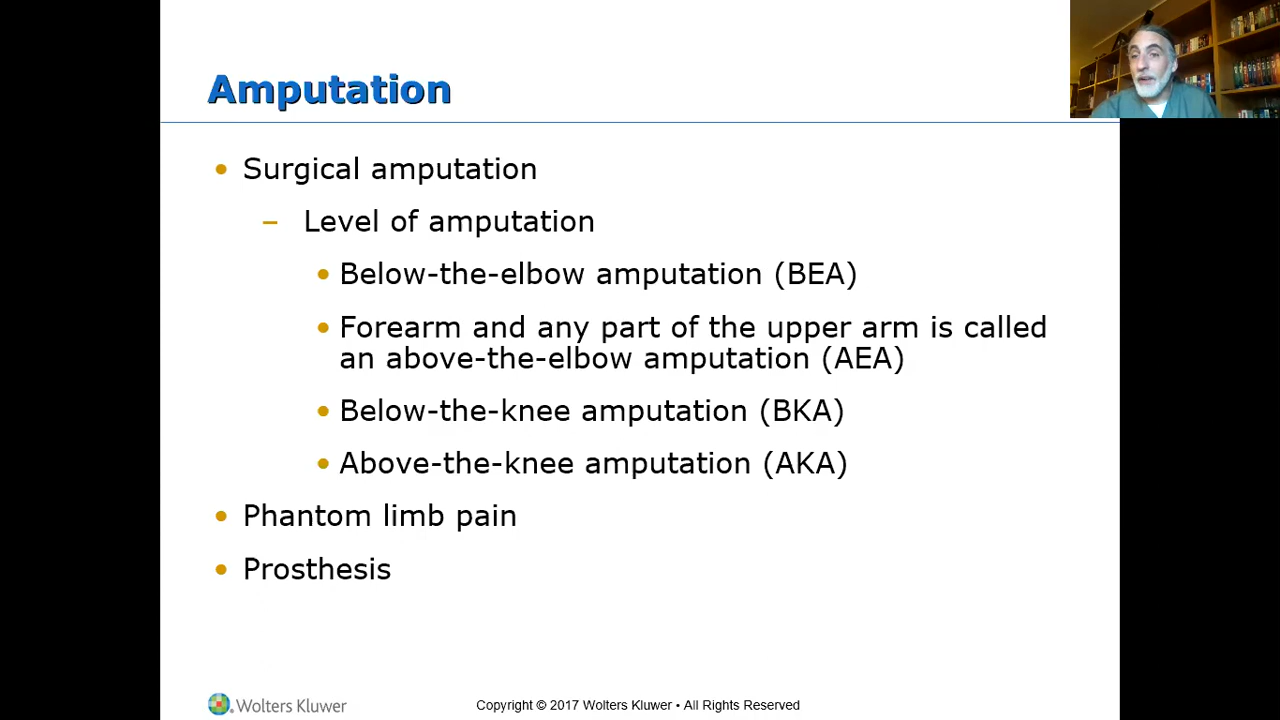 Amputation
• Surgical amputation
– Level of amputation
• Below-the-elbow amputation (BEA)
• Forearm and any part of the upper arm is called
an above-the-elbow amputation (AEA)
• Below-the-knee amputation (BKA)
• Above-the-knee amputation (AKA)
• Phantom limb pain
• Prosthesis
Wolters Kluwer
Copyright © 2017 Wolters Kluwer • All Rights Reserved